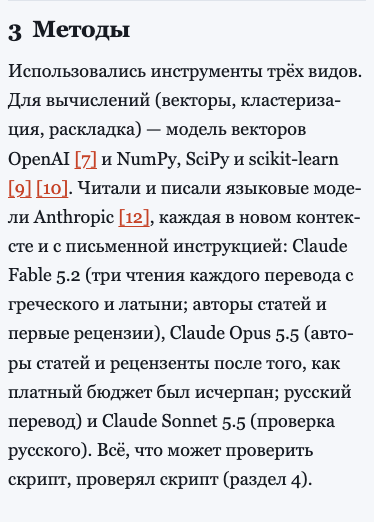 3 Методы
Использовались инструменты трёх видов.
Для вычислений (векторы, кластериза-
ция, раскладка) — модель векторов
OpenAI [7] и NumPy, SciPy и scikit-learn
[9] [10]. Читали и писали языковые моде-
ли Anthropic [12], каждая в новом контек-
сте и с письменной инструкцией: Claude
Fable 5.2 (три чтения каждого перевода с
греческого и латыни; авторы статей и
первые рецензии), Claude Opus 5.5 (авто-
ры статей и рецензенты после того, как
платный бюджет был исчерпан; русский
перевод) и Claude Sonnet 5.5 (проверка
русского). Всё, что может проверить
скрипт, проверял скрипт (раздел 4).